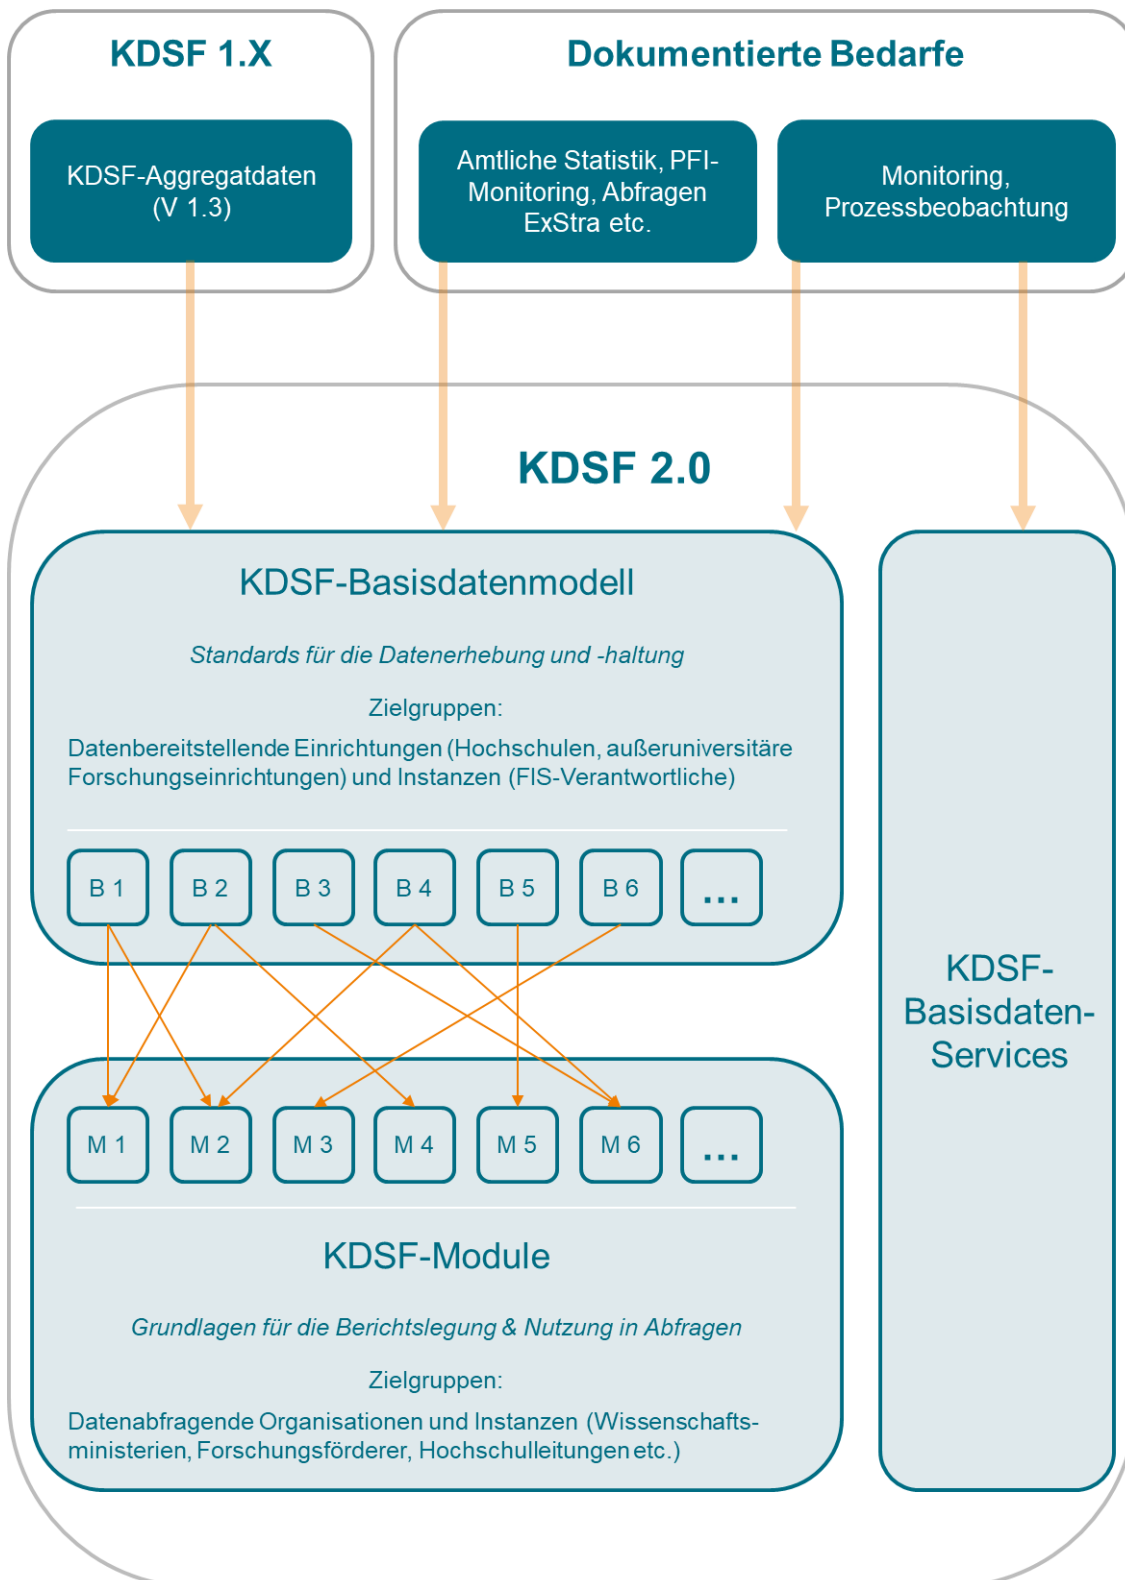 KDSF 1.X
KDSF-Aggregatdaten
(V 1.3)
Dokumentierte Bedarfe
Amtliche Statistik, PFI-
Monitoring, Abfragen
ExStra etc.
Monitoring,
Prozessbeobachtung
KDSF 2.0
KDSF-Basisdatenmodell
Standards für die Datenerhebung und -haltung
Zielgruppen:
Datenbereitstellende Einrichtungen (Hochschulen, außeruniversitäre
Forschungseinrichtungen) und Instanzen (FIS-Verantwortliche)
B 1
B 2
B 3
B 4
B 5
B 6
...
M 1
M 2
M 3
M 4
M 5
M 6
...
KDSF-Module
Grundlagen für die Berichtslegung & Nutzung in Abfragen
Zielgruppen:
Datenabfragende Organisationen und Instanzen (Wissenschafts-
ministerien, Forschungsförderer, Hochschulleitungen etc.)
KDSF-
Basisdaten-
Services